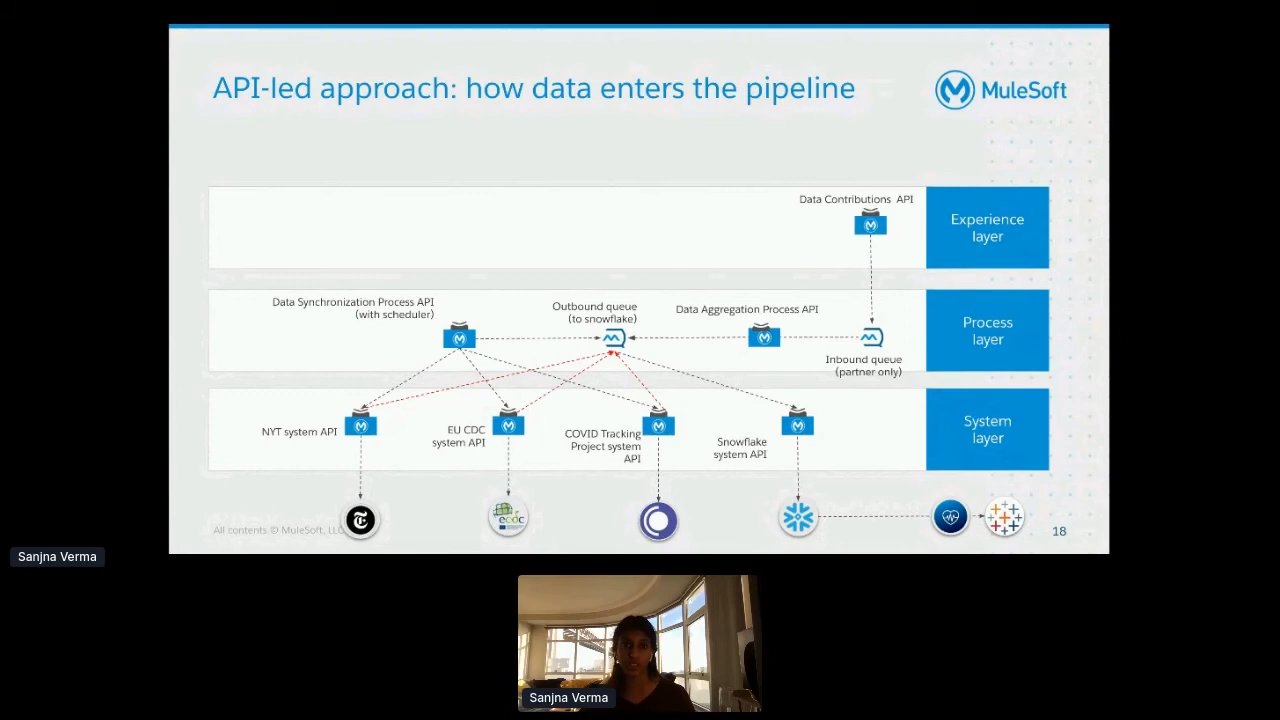 API-led approach: how data enters the pipeline
MuleSoft
Data Contributions API
Experience
layer
Data Synchronization Process API
(with scheduler)
Outbound queue
(to snowflake)
Data Aggregation Process API
Inbound queue
(partner only)
Process
layer
NYT system API
EU CDC
system API
COVID Tracking
Project system
API
Snowflake
system API
System
layer
ecdc
All contents © MuleSoft, LLC
18
Sanjna Verma
Sanjna Verma